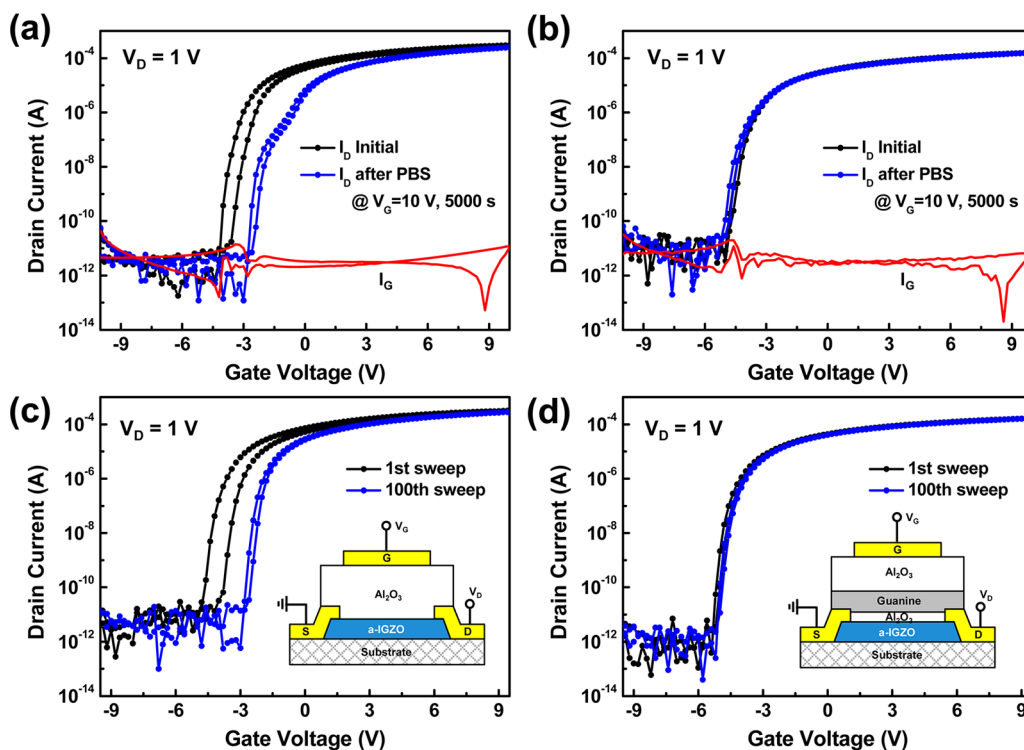 (a)
V_D = 1 V
I_D Initial
I_D after PBS
@ V_G=10 V, 5000 s
I_G
Drain Current (A)
10^-4
10^-6
10^-8
10^-10
10^-12
10^-14
-9 -6 -3 0 3 6 9
Gate Voltage (V)
(b)
V_D = 1 V
I_D Initial
I_D after PBS
@ V_G=10 V, 5000 s
I_G
Drain Current (A)
10^-4
10^-6
10^-8
10^-10
10^-12
10^-14
-9 -6 -3 0 3 6 9
Gate Voltage (V)
(c)
V_D = 1 V
1st sweep
100th sweep
V_G
G
Al₂O₃
V_D
S
D
a-IGZO
Substrate
Drain Current (A)
10^-4
10^-6
10^-8
10^-10
10^-12
10^-14
-9 -6 -3 0 3 6 9
Gate Voltage (V)
(d)
V_D = 1 V
1st sweep
100th sweep
V_G
G
Al₂O₃
Guanine
V_D
Al₂O₃
S
D
a-IGZO
Substrate
Drain Current (A)
10^-4
10^-6
10^-8
10^-10
10^-12
10^-14
-9 -6 -3 0 3 6 9
Gate Voltage (V)